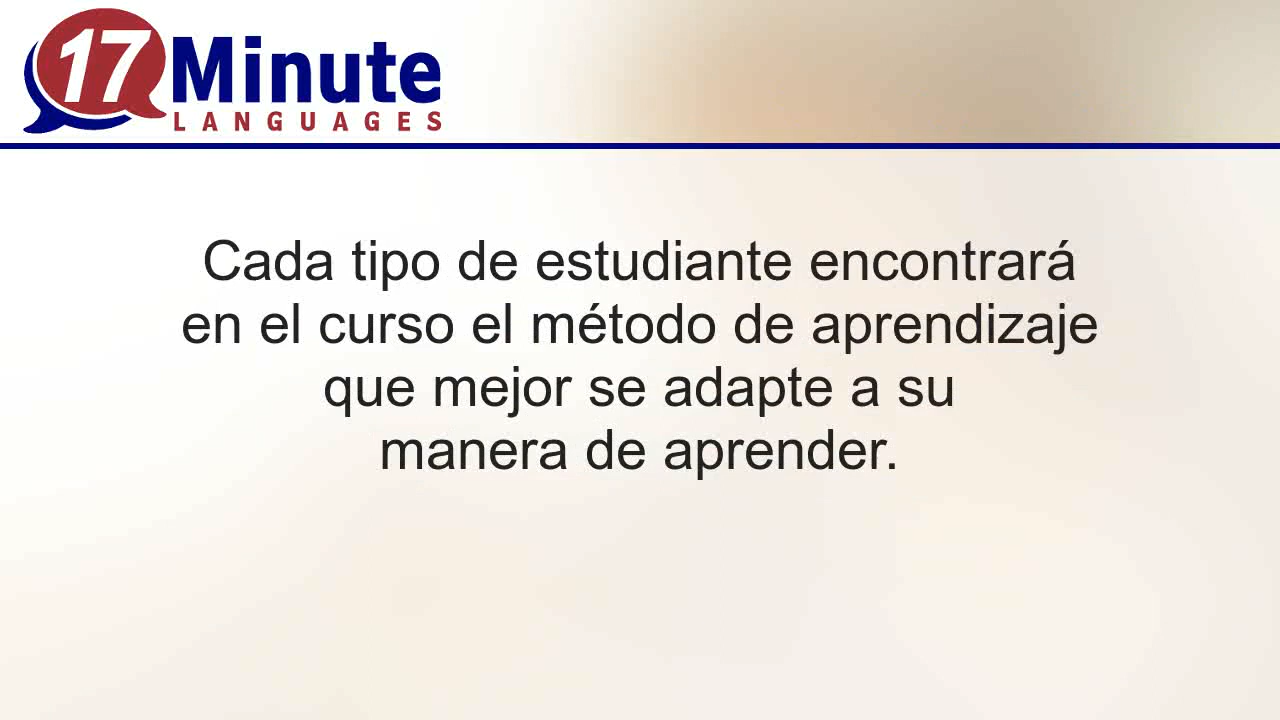 17 Minute
LANGUAGES
Cada tipo de estudiante encontrará
en el curso el método de aprendizaje
que mejor se adapte a su
manera de aprender.